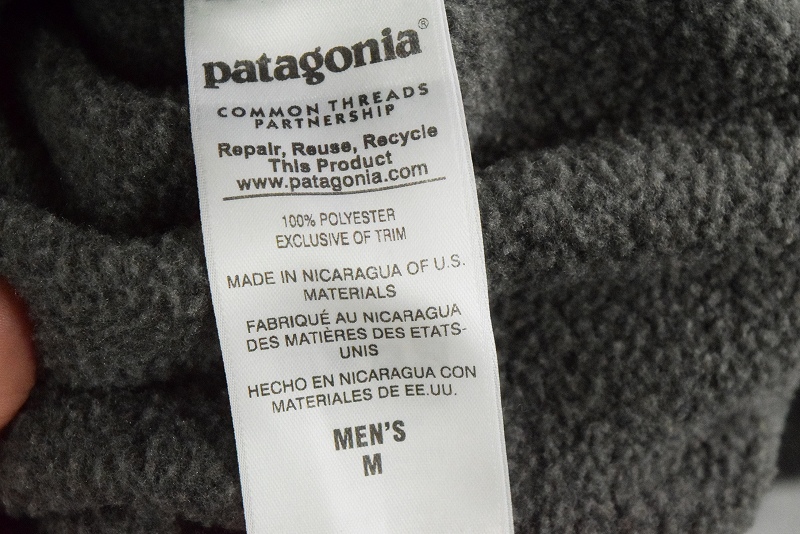 patagonia®
COMMON THREADS
PARTNERSHIP
Repair, Reuse, Recycle
This Product
www.patagonia.com
100% POLYESTER
EXCLUSIVE OF TRIM
MADE IN NICARAGUA OF U.S.
MATERIALS
FABRIQUÉ AU NICARAGUA
DES MATIÈRES DES ETATS-
UNIS
HECHO EN NICARAGUA CON
MATERIALES DE EE.UU.
MEN'S
M